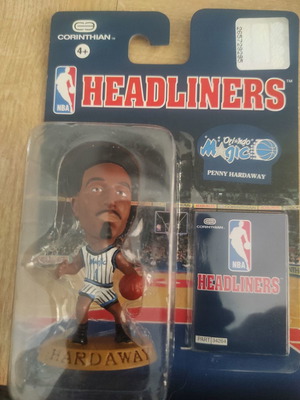 CORINTHIAN
4+
NBA
HEADLINERS
Orlando
Magic
PENNY HARDAWAY
CORINTHIAN
NBA
HEADLINERS
HARDAWAY